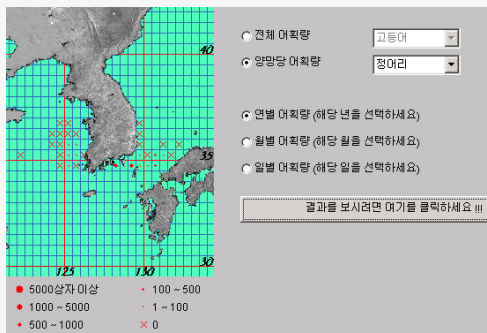 전체 어획량 고등어
양망당 어획량 정어리
연별 어획량 (해당 년을 선택하세요)
월별 어획량 (해당 월을 선택하세요)
일별 어획량 (해당 일을 선택하세요)
결과를 보시려면 여기를 클릭하세요 !!!
40
35
30
125 130
5000상자 이상 100 ~ 500
1000 ~ 5000 1 ~ 100
500 ~ 1000 0